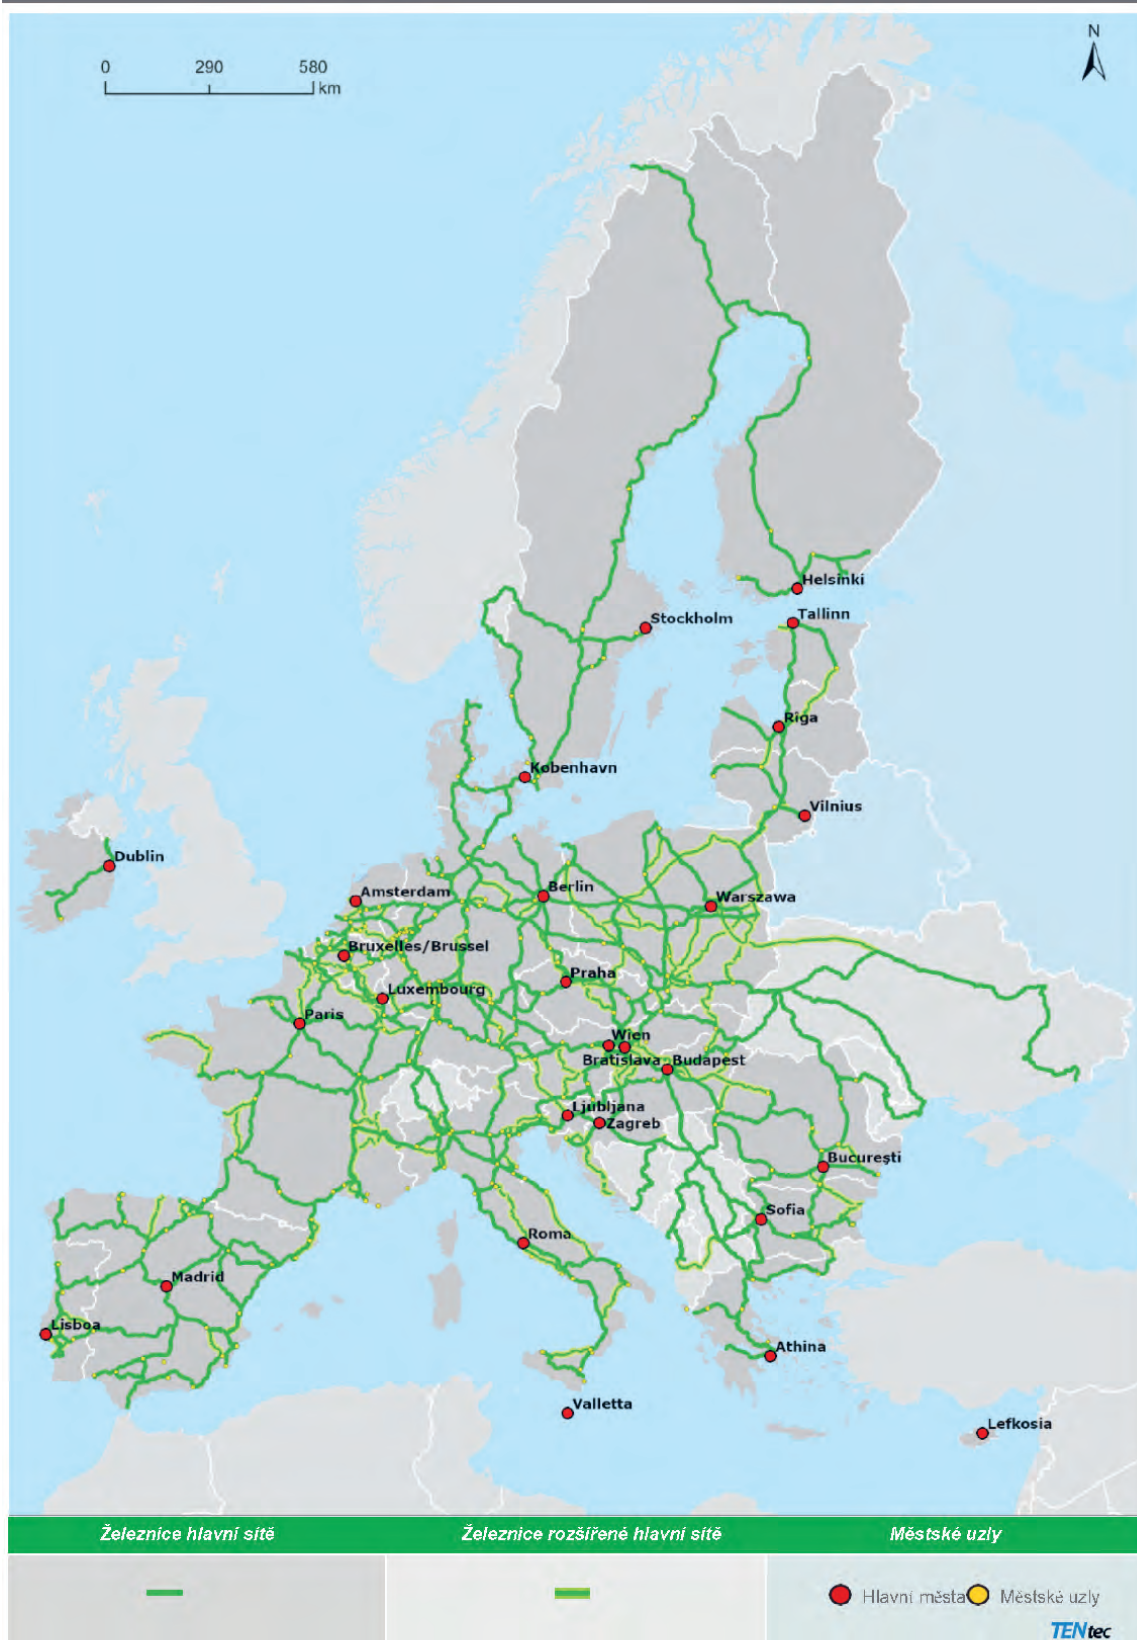 N
0 290 580
km
Helsinki
Tallinn
Stockholm
Riga
København
Vilnius
Dublin
Amsterdam
Berlin
Warszawa
Bruxelles/Brussel
Praha
Luxembourg
Paris
Wien
Bratislava
Budapest
Ljubljana
Zagreb
Bucureşti
Sofia
Roma
Madrid
Lisboa
Athina
Valletta
Lefkosia
Železnice hlavní sítě
Železnice rozšířené hlavní sítě
Městské uzly
Hlavní města
Městské uzly
TENtec